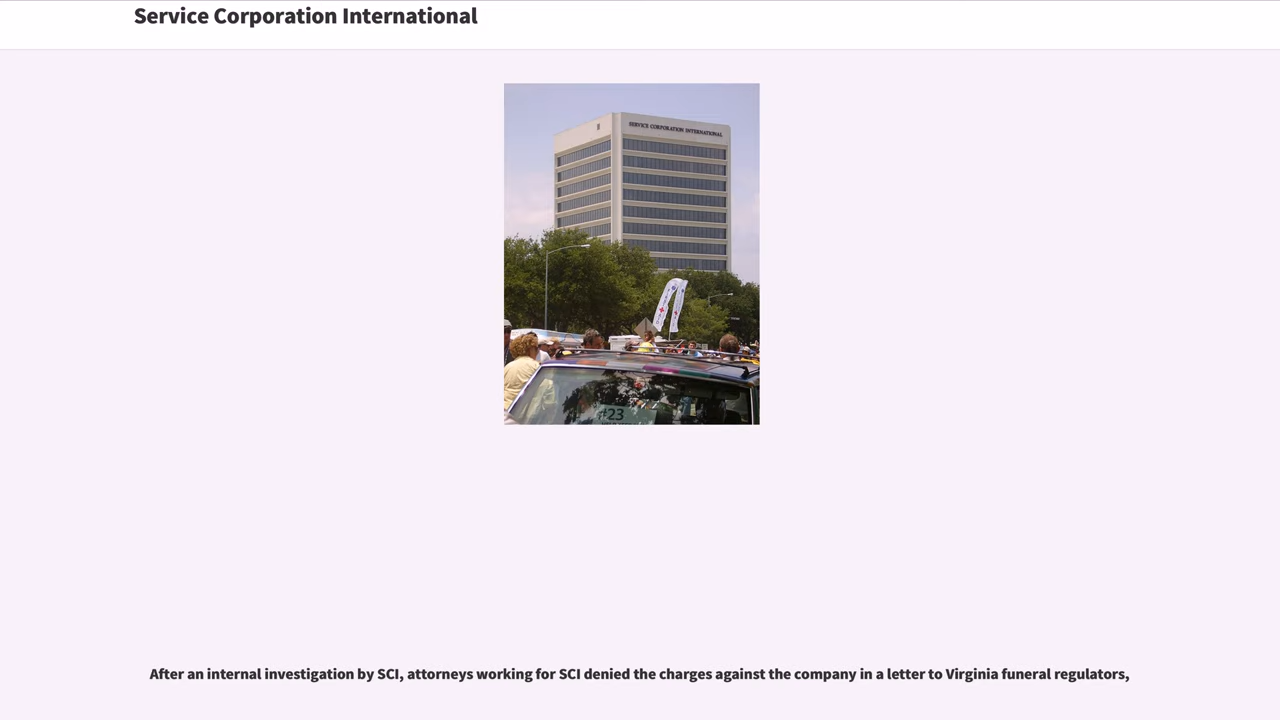 Service Corporation International
SERVICE CORPORATION INTERNATIONAL
#23
After an internal investigation by SCI, attorneys working for SCI denied the charges against the company in a letter to Virginia funeral regulators,